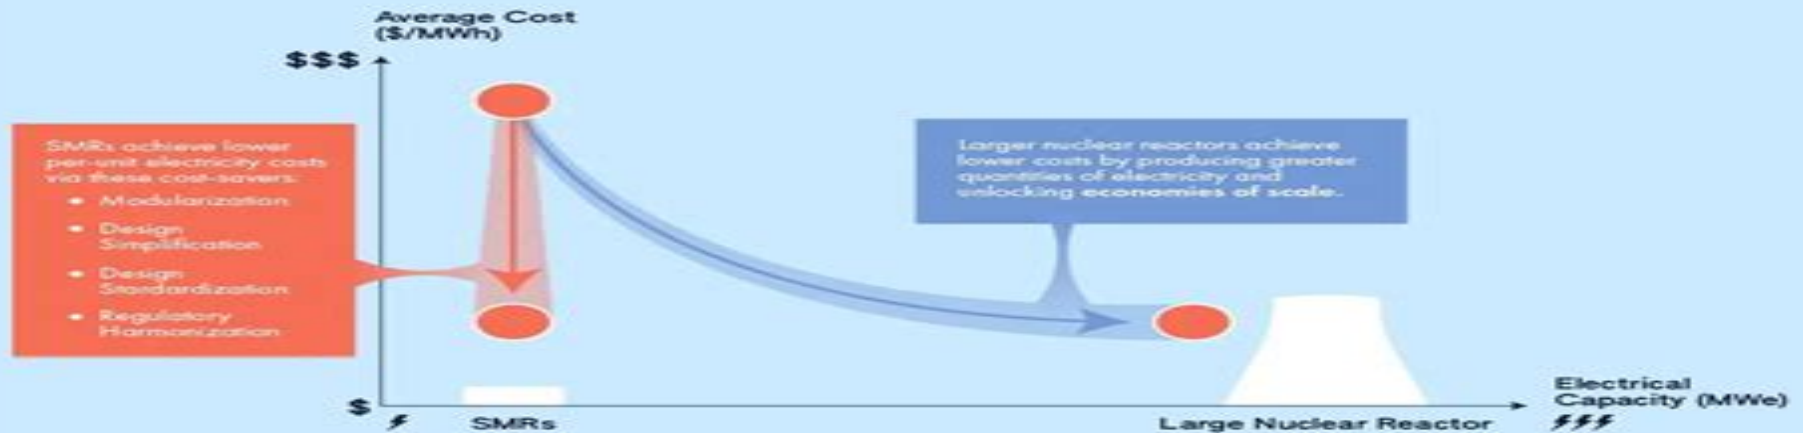 Average Cost
($/MWh)
$$$
SMRs achieve lower
per-unit electricity costs
via these cost-savers:
• Modularization
• Design
Simplification
• Design
Standardization
• Regulatory
Harmonization
Larger nuclear reactors achieve
lower costs by producing greater
quantities of electricity and
unlocking economies of scale.
$
SMRs
Large Nuclear Reactor
Electrical
Capacity (MWe)